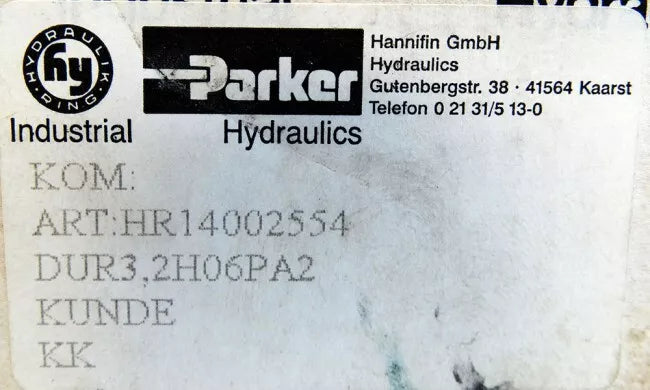 HYDRAULIK RING
hy
Parker
Hannifin GmbH
Hydraulics
Gutenbergstr. 38 · 41564 Kaarst
Telefon 0 21 31/5 13-0
Industrial Hydraulics
KOM:
ART:HR14002554
DUR3,2H06PA2
KUNDE
KK